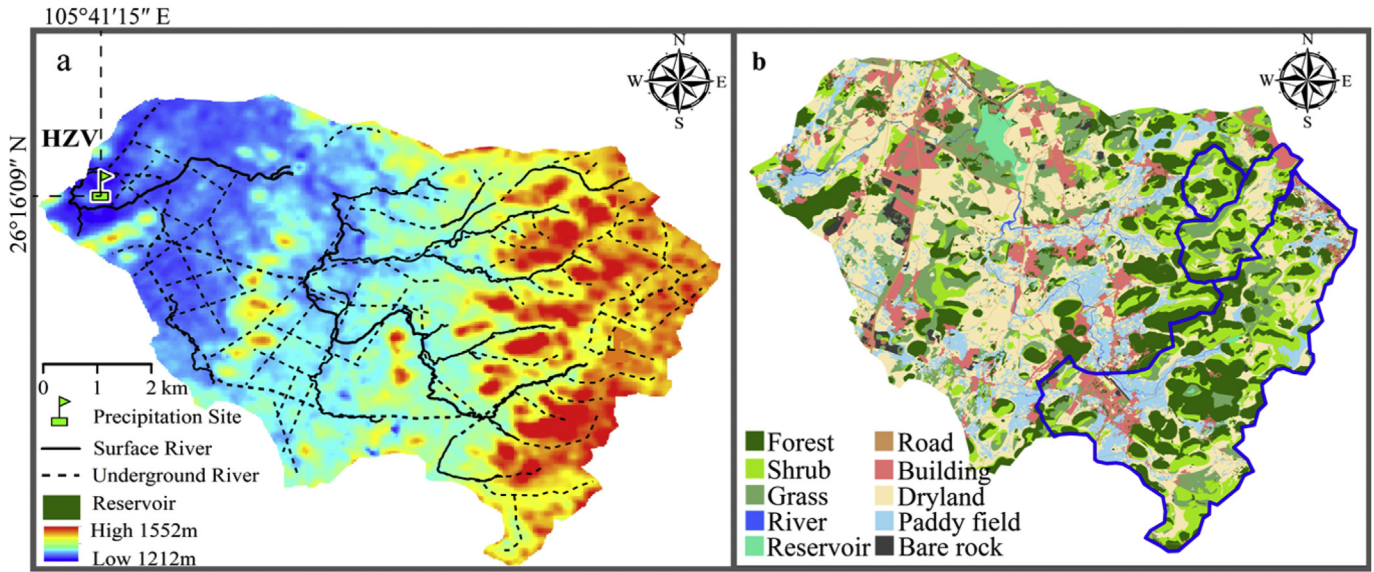 105°41'15" E
26°16'09" N
a
N
W
E
S
HZV
0 1 2 km
Precipitation Site
Surface River
Underground River
Reservoir
High 1552m
Low 1212m
b
N
W
E
S
Forest
Shrub
Grass
River
Reservoir
Road
Building
Dryland
Paddy field
Bare rock